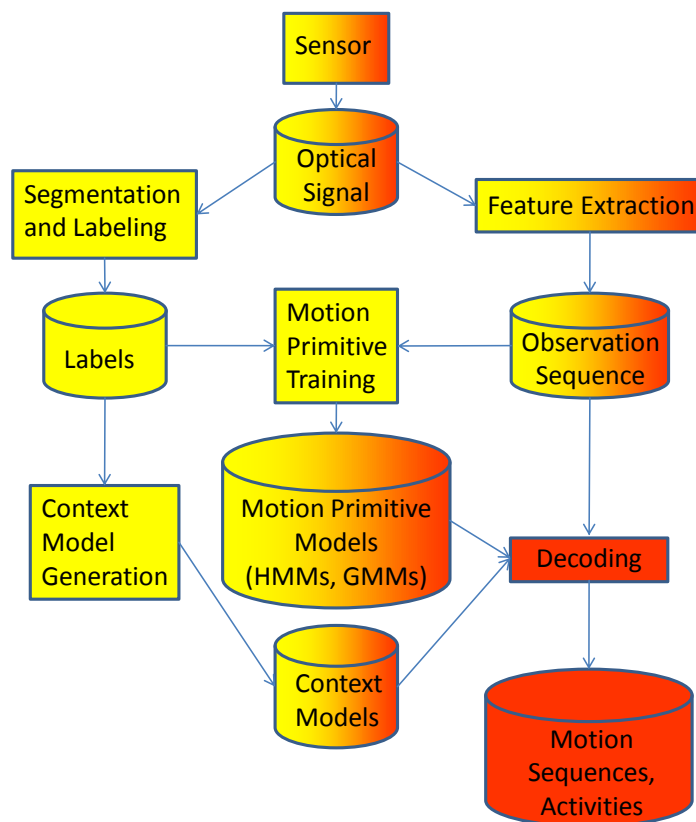 Sensor
Optical
Signal
Segmentation
and Labeling
Feature Extraction
Labels
Motion
Primitive
Training
Observation
Sequence
Context
Model
Generation
Motion Primitive
Models
(HMMs, GMMs)
Decoding
Context
Models
Motion
Sequences,
Activities